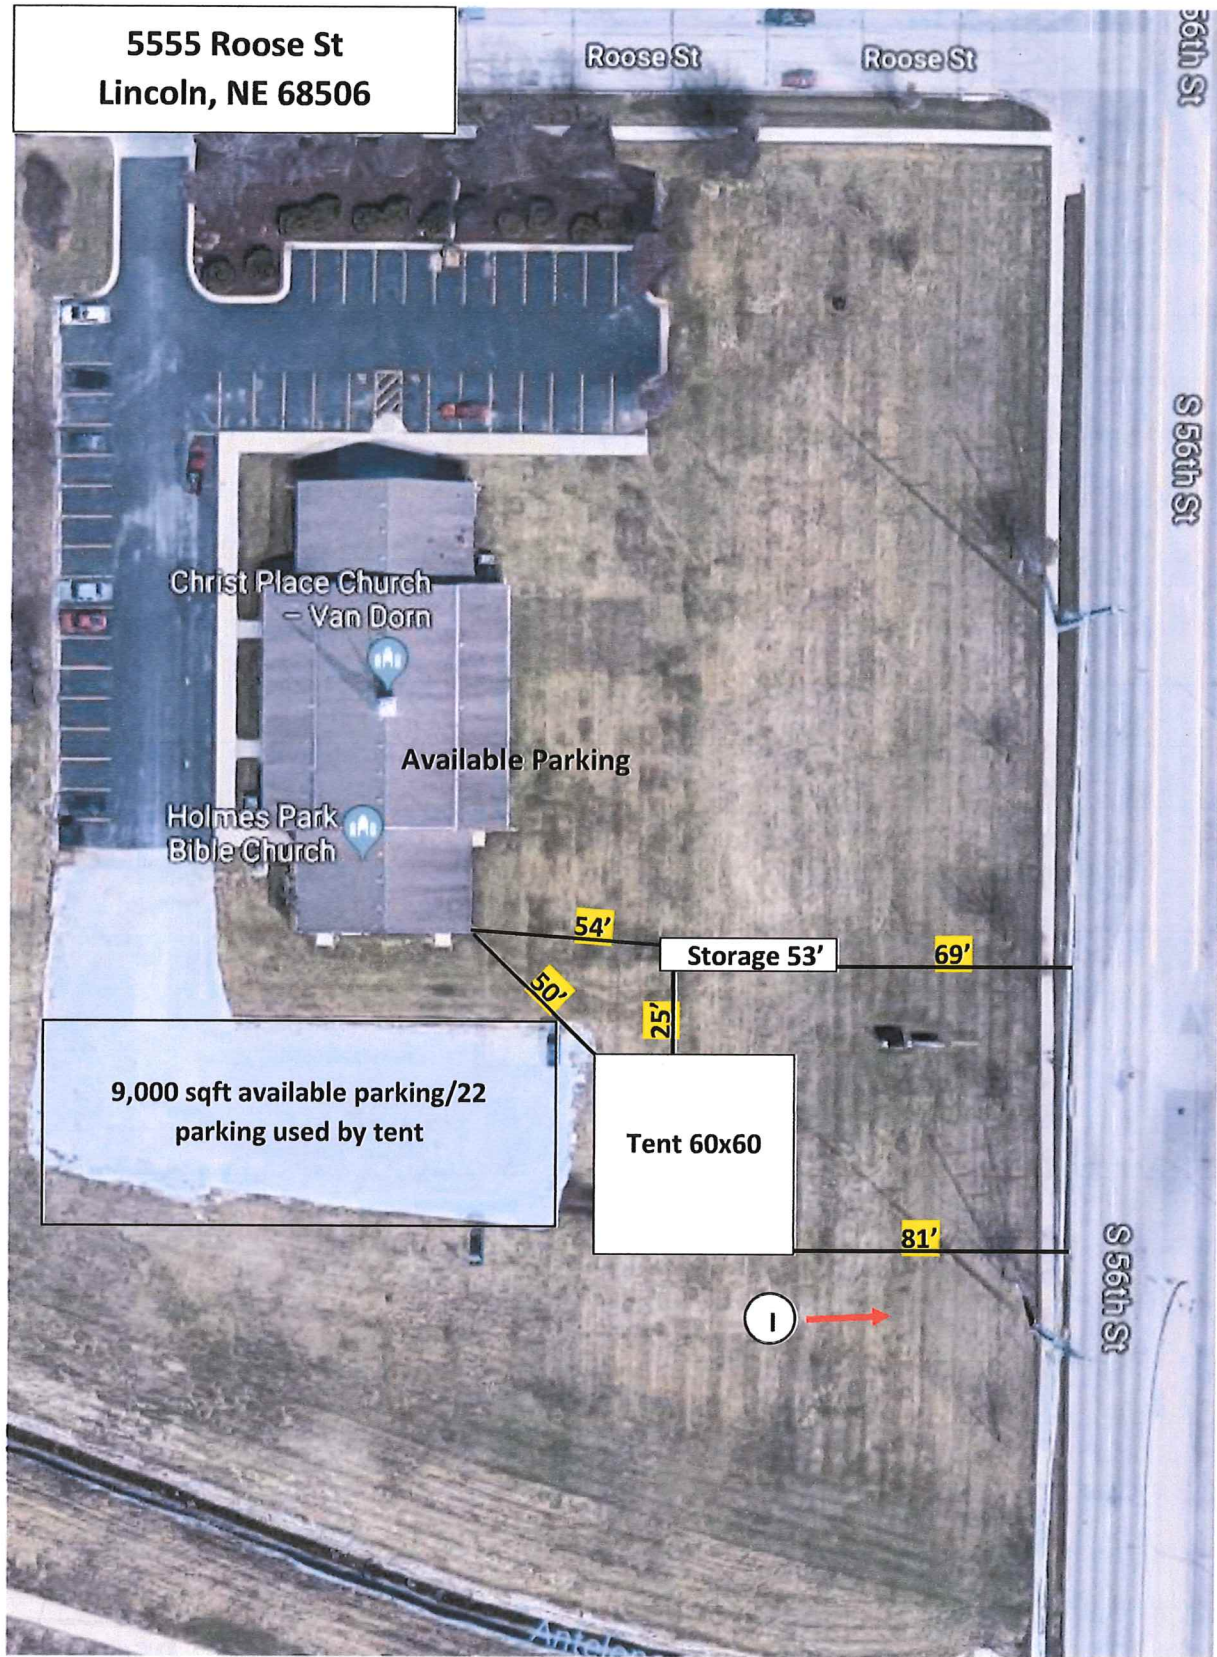 5555 Roose St
Lincoln, NE 68506
Roose St
Roose St
56th St
S 56th St
Christ Place Church
– Van Dorn
Available Parking
Holmes Park
Bible Church
54’
Storage 53’
69’
50’
25’
9,000 sqft available parking/22
parking used by tent
Tent 60x60
81’
S 56th St
I